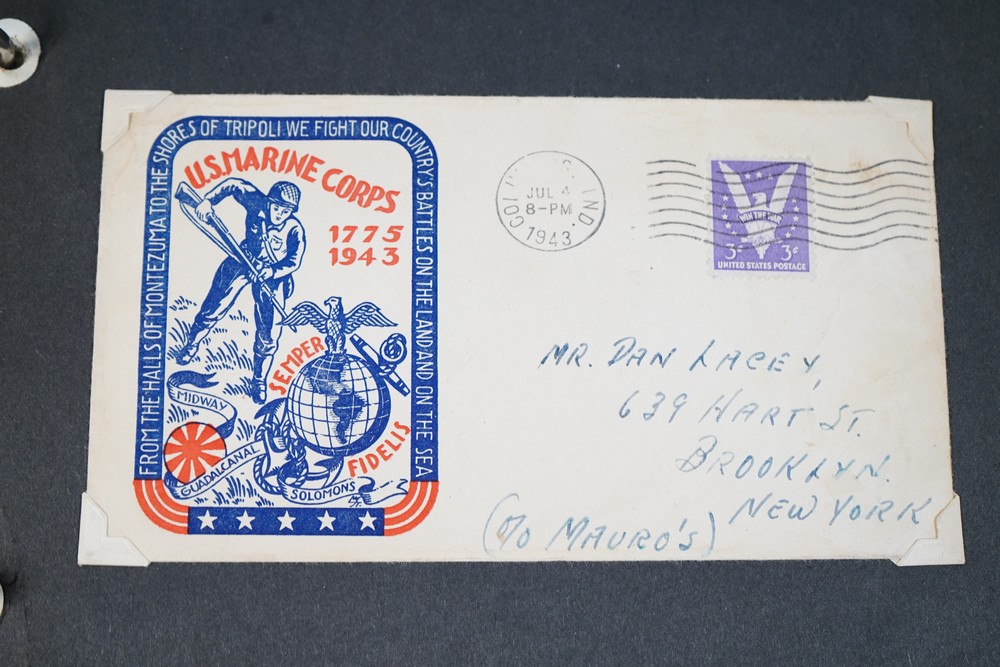 FROM THE HALLS OF MONTEZUMA TO THE SHORES OF TRIPOLI WE FIGHT OUR COUNTRY'S BATTLES ON THE LAND AND ON THE SEA
U.S. MARINE CORPS
1775
1943
SEMPER
FIDELIS
MIDWAY
GUADALCANAL
SOLOMONS
IND.
JUL 4
8-PM
1943
WIN THE WAR
3¢ 3¢
UNITED STATES POSTAGE
MR. DAN LACEY,
639 HART ST.
BROOKLYN.
NEW YORK
(c/o MAURO'S)